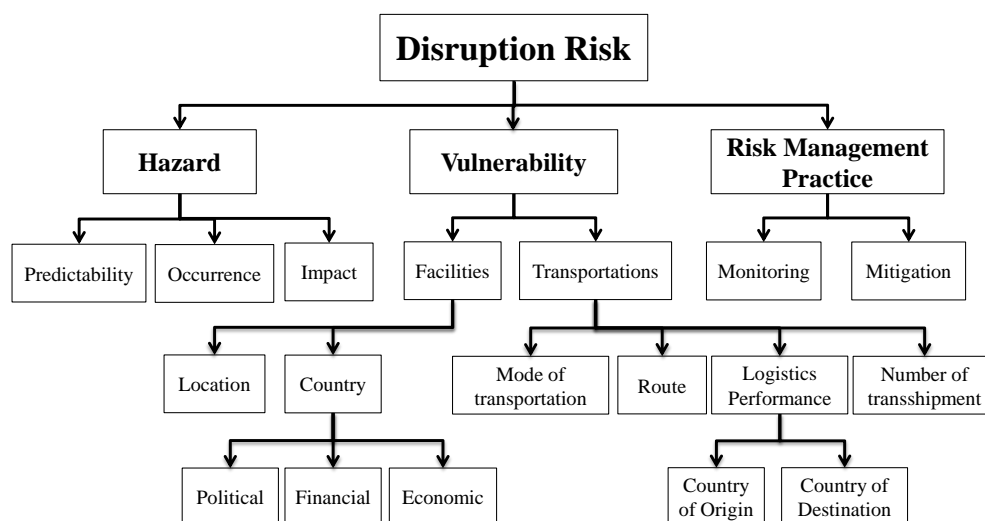 Disruption Risk
Hazard
Vulnerability
Risk Management
Practice
Predictability
Occurrence
Impact
Facilities
Transportations
Monitoring
Mitigation
Location
Country
Mode of
transportation
Route
Logistics
Performance
Number of
transshipment
Political
Financial
Economic
Country
of Origin
Country of
Destination